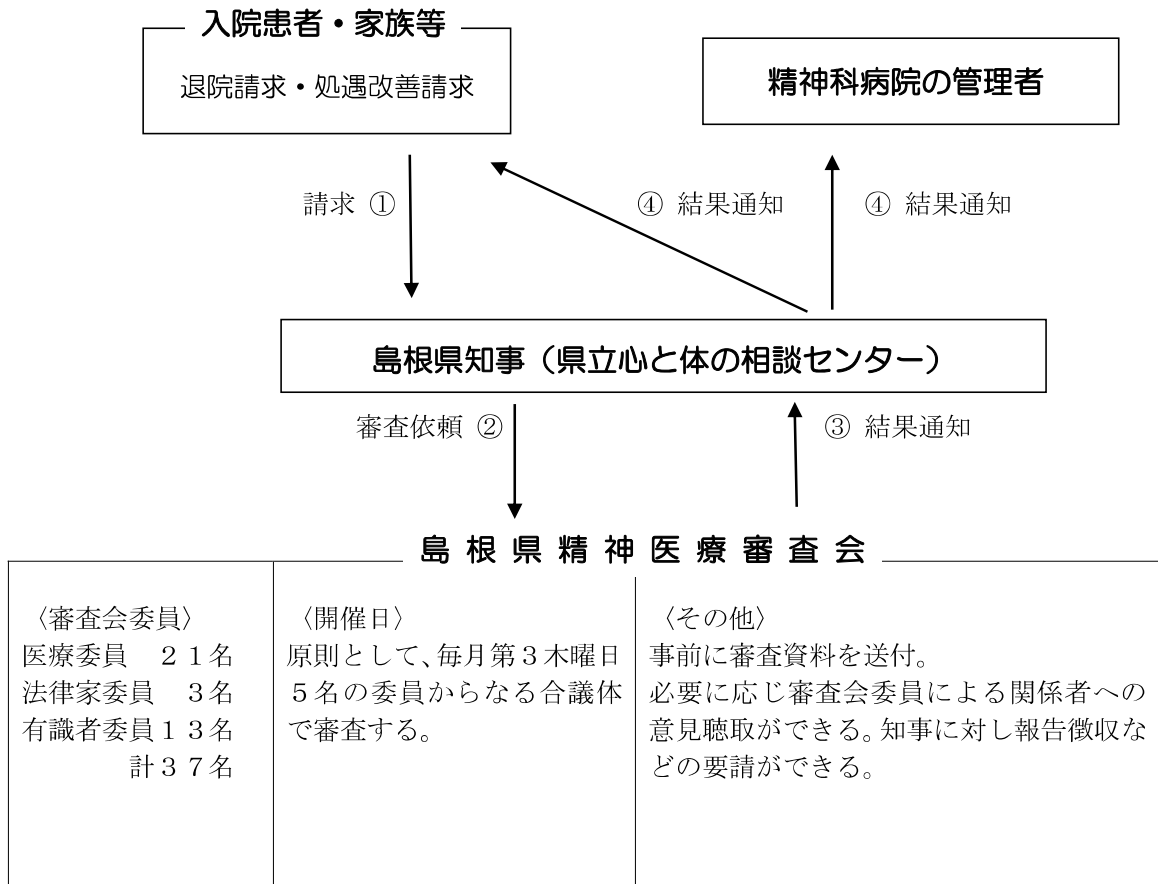 入院患者・家族等
退院請求・処遇改善請求
精神科病院の管理者
請求 ①
④ 結果通知
④ 結果通知
島根県知事（県立心と体の相談センター）
審査依頼 ②
③ 結果通知
島根県精神医療審査会
〈審査会委員〉
医療委員　２１名
法律家委員　３名
有識者委員１３名
計３７名
〈開催日〉
原則として、毎月第３木曜日
５名の委員からなる合議体
で審査する。
〈その他〉
事前に審査資料を送付。
必要に応じ審査会委員による関係者への
意見聴取ができる。知事に対し報告徴収な
どの要請ができる。